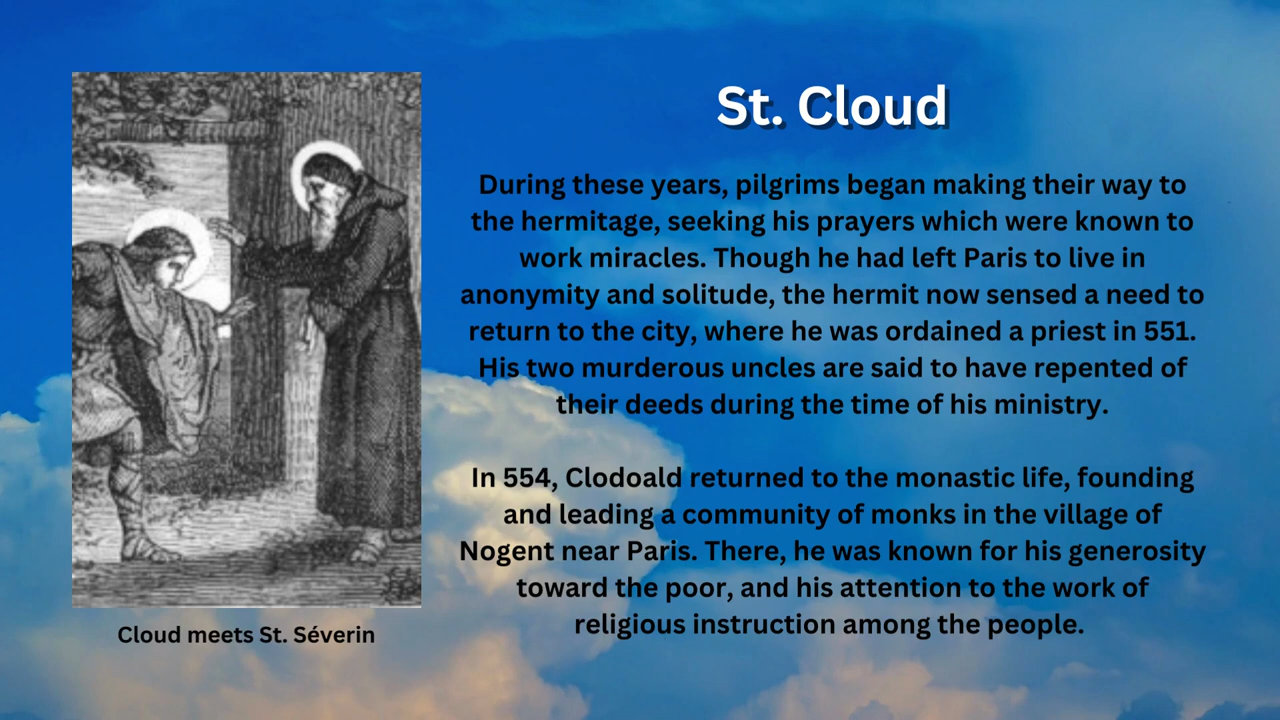 St. Cloud
During these years, pilgrims began making their way to
the hermitage, seeking his prayers which were known to
work miracles. Though he had left Paris to live in
anonymity and solitude, the hermit now sensed a need to
return to the city, where he was ordained a priest in 551.
His two murderous uncles are said to have repented of
their deeds during the time of his ministry.
In 554, Clodoald returned to the monastic life, founding
and leading a community of monks in the village of
Nogent near Paris. There, he was known for his generosity
toward the poor, and his attention to the work of
religious instruction among the people.
Cloud meets St. Séverin